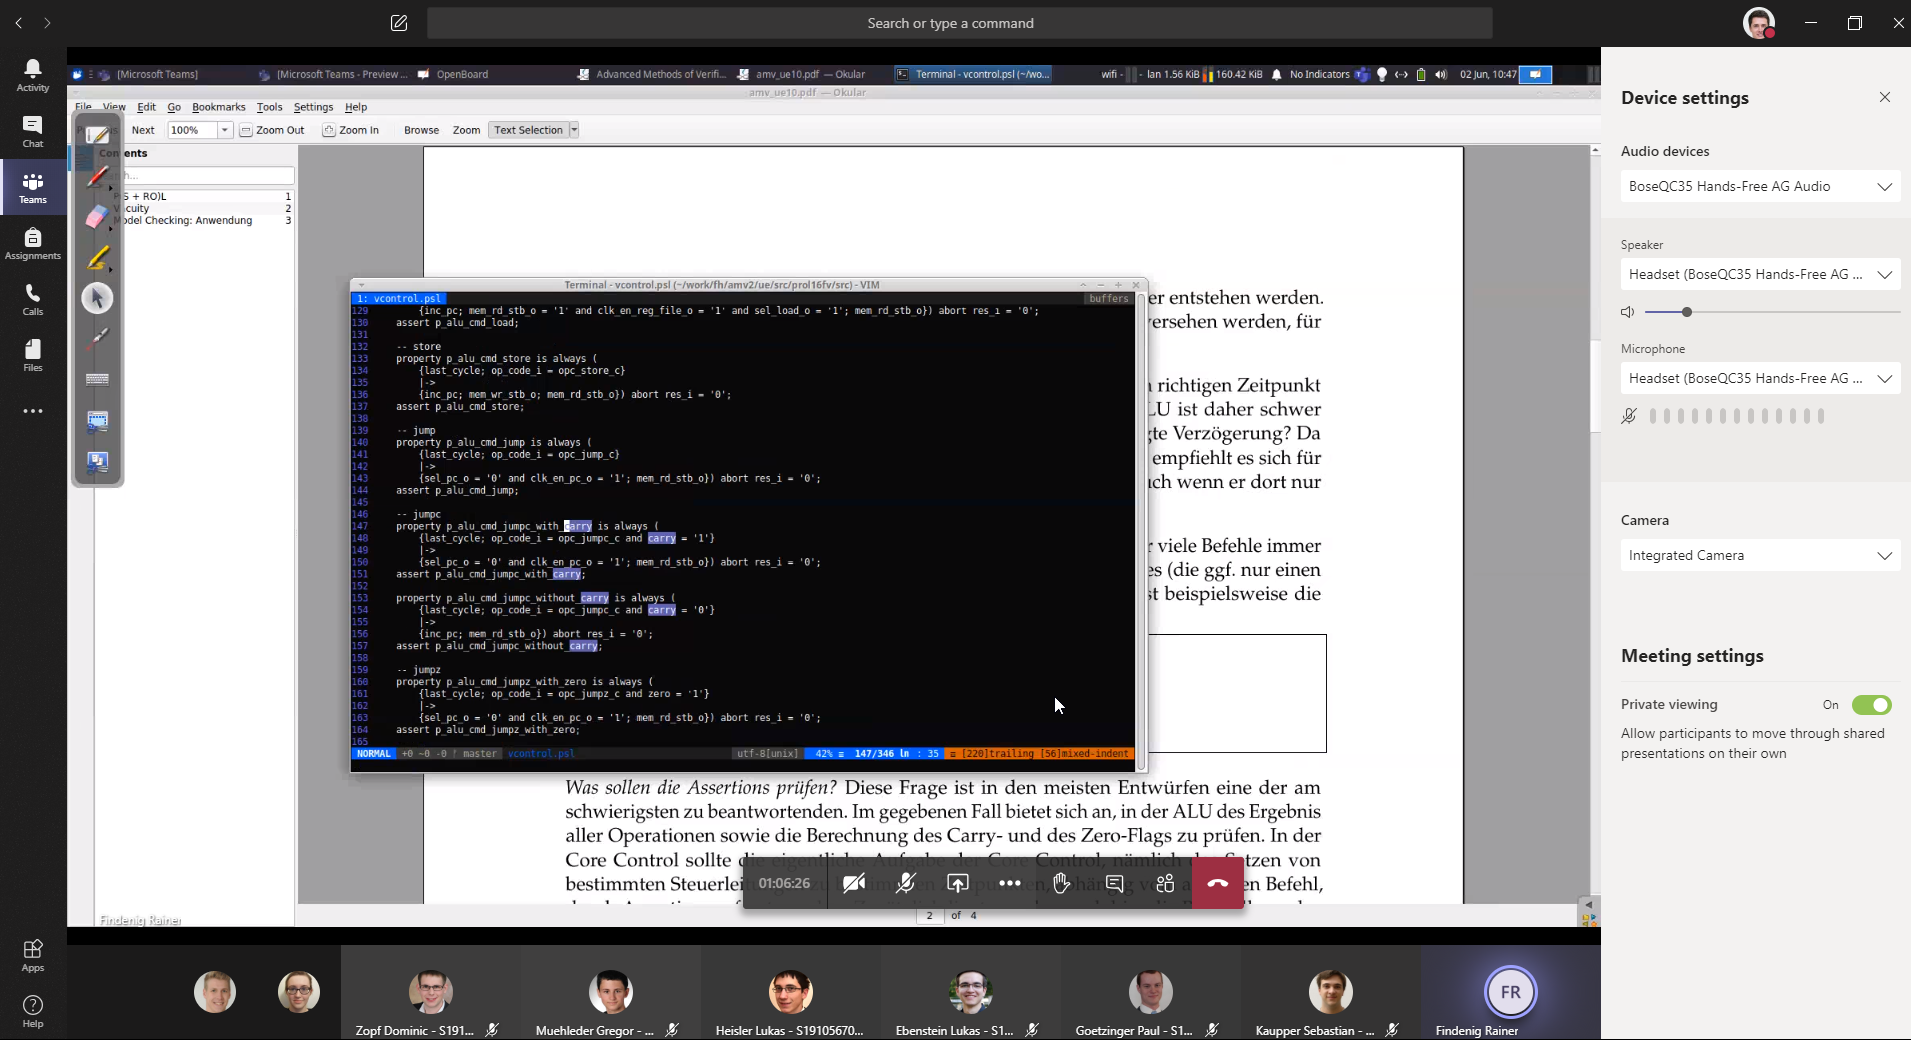 Search or type a command
Activity
Chat
Teams
Assignments
Calls
Files
Apps
Help
[Microsoft Teams]
[Microsoft Teams - Preview ...
OpenBoard
Advanced Methods of Verifi...
amv_ue10.pdf — Okular
Terminal - vcontrol.psl (~/wo...
wifi -
lan 1.56 KiB
160.42 KiB
No Indicators
02 Jun, 10:47
amv_ue10.pdf — Okular
File View Edit Go Bookmarks Tools Settings Help
Next 100% Zoom Out Zoom In Browse Zoom Text Selection
1
2
Model Checking: Anwendung 3
er entstehen werden.
versehen werden, für
richtigen Zeitpunkt
LU ist daher schwer
gte Verzögerung? Da
empfiehlt es sich für
uch wenn er dort nur
r viele Befehle immer
es (die ggf. nur einen
st beispielsweise die
Terminal - vcontrol.psl (~/work/fh/amv2/ue/src/prol16fv/src) - VIM
1: vcontrol.psl buffers
129 {inc_pc; mem_rd_stb_o = '1' and clk_en_reg_file_o = '1' and sel_load_o = '1'; mem_rd_stb_o}) abort res_i = '0';
130 assert p_alu_cmd_load;
131
132 -- store
133 property p_alu_cmd_store is always (
134 {last_cycle; op_code_i = opc_store_c}
135 |->
136 {inc_pc; mem_wr_stb_o; mem_rd_stb_o}) abort res_i = '0';
137 assert p_alu_cmd_store;
138
139 -- jump
140 property p_alu_cmd_jump is always (
141 {last_cycle; op_code_i = opc_jump_c}
142 |->
143 {sel_pc_o = '0' and clk_en_pc_o = '1'; mem_rd_stb_o}) abort res_i = '0';
144 assert p_alu_cmd_jump;
145
146 -- jumpc
147 property p_alu_cmd_jumpc_with_carry is always (
148 {last_cycle; op_code_i = opc_jumpc_c and carry = '1'}
149 |->
150 {sel_pc_o = '0' and clk_en_pc_o = '1'; mem_rd_stb_o}) abort res_i = '0';
151 assert p_alu_cmd_jumpc_with_carry;
152
153 property p_alu_cmd_jumpc_without_carry is always (
154 {last_cycle; op_code_i = opc_jumpc_c and carry = '0'}
155 |->
156 {inc_pc; mem_rd_stb_o}) abort res_i = '0';
157 assert p_alu_cmd_jumpc_without_carry;
158
159 -- jumpz
160 property p_alu_cmd_jumpz_with_zero is always (
161 {last_cycle; op_code_i = opc_jumpz_c and zero = '1'}
162 |->
163 {sel_pc_o = '0' and clk_en_pc_o = '1'; mem_rd_stb_o}) abort res_i = '0';
164 assert p_alu_cmd_jumpz_with_zero;
165
NORMAL +0 ~0 -0 master vcontrol.psl utf-8[unix] 42% ≡ 147/346 ln : 35 ≡ [220]trailing [56]mixed-indent
Was sollen die Assertions prüfen? Diese Frage ist in den meisten Entwürfen eine der am
schwierigsten zu beantwortenden. Im gegebenen Fall bietet sich an, in der ALU des Ergebnis
aller Operationen sowie die Berechnung des Carry- und des Zero-Flags zu prüfen. In der
Core Control sollte die eigentliche Aufgabe der Core Control, nämlich das Setzen von
bestimmten Steuerlei en Befehl,
01:06:26
2 of 4
Findenig Rainer
Zopf Dominic - S191...
Muehleder Gregor - ...
Heisler Lukas - S19105670...
Ebenstein Lukas - S1...
Goetzinger Paul - S1...
Kaupper Sebastian - ...
FR
Findenig Rainer
Device settings
Audio devices
BoseQC35 Hands-Free AG Audio
Speaker
Headset (BoseQC35 Hands-Free AG ...
Microphone
Headset (BoseQC35 Hands-Free AG ...
Camera
Integrated Camera
Meeting settings
Private viewing On
Allow participants to move through shared
presentations on their own